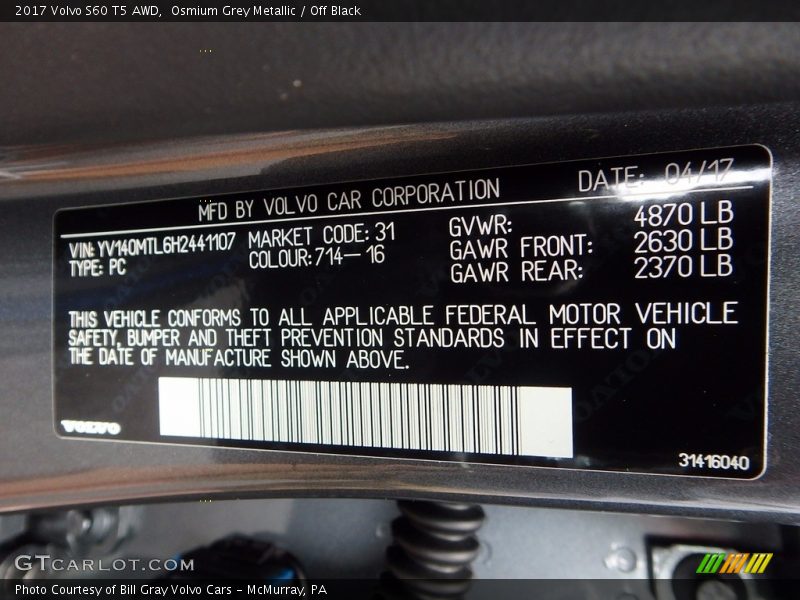 2017 Volvo S60 T5 AWD, Osmium Grey Metallic / Off Black
MFD BY VOLVO CAR CORPORATION DATE: 04/17
VIN: YV140MTL6H2441107 MARKET CODE: 31 GVWR: 4870 LB
TYPE: PC COLOUR: 714-16 GAWR FRONT: 2630 LB
GAWR REAR: 2370 LB
THIS VEHICLE CONFORMS TO ALL APPLICABLE FEDERAL MOTOR VEHICLE
SAFETY, BUMPER AND THEFT PREVENTION STANDARDS IN EFFECT ON
THE DATE OF MANUFACTURE SHOWN ABOVE.
VOLVO
31416040
GTCARLOT.COM
Photo Courtesy of Bill Gray Volvo Cars - McMurray, PA